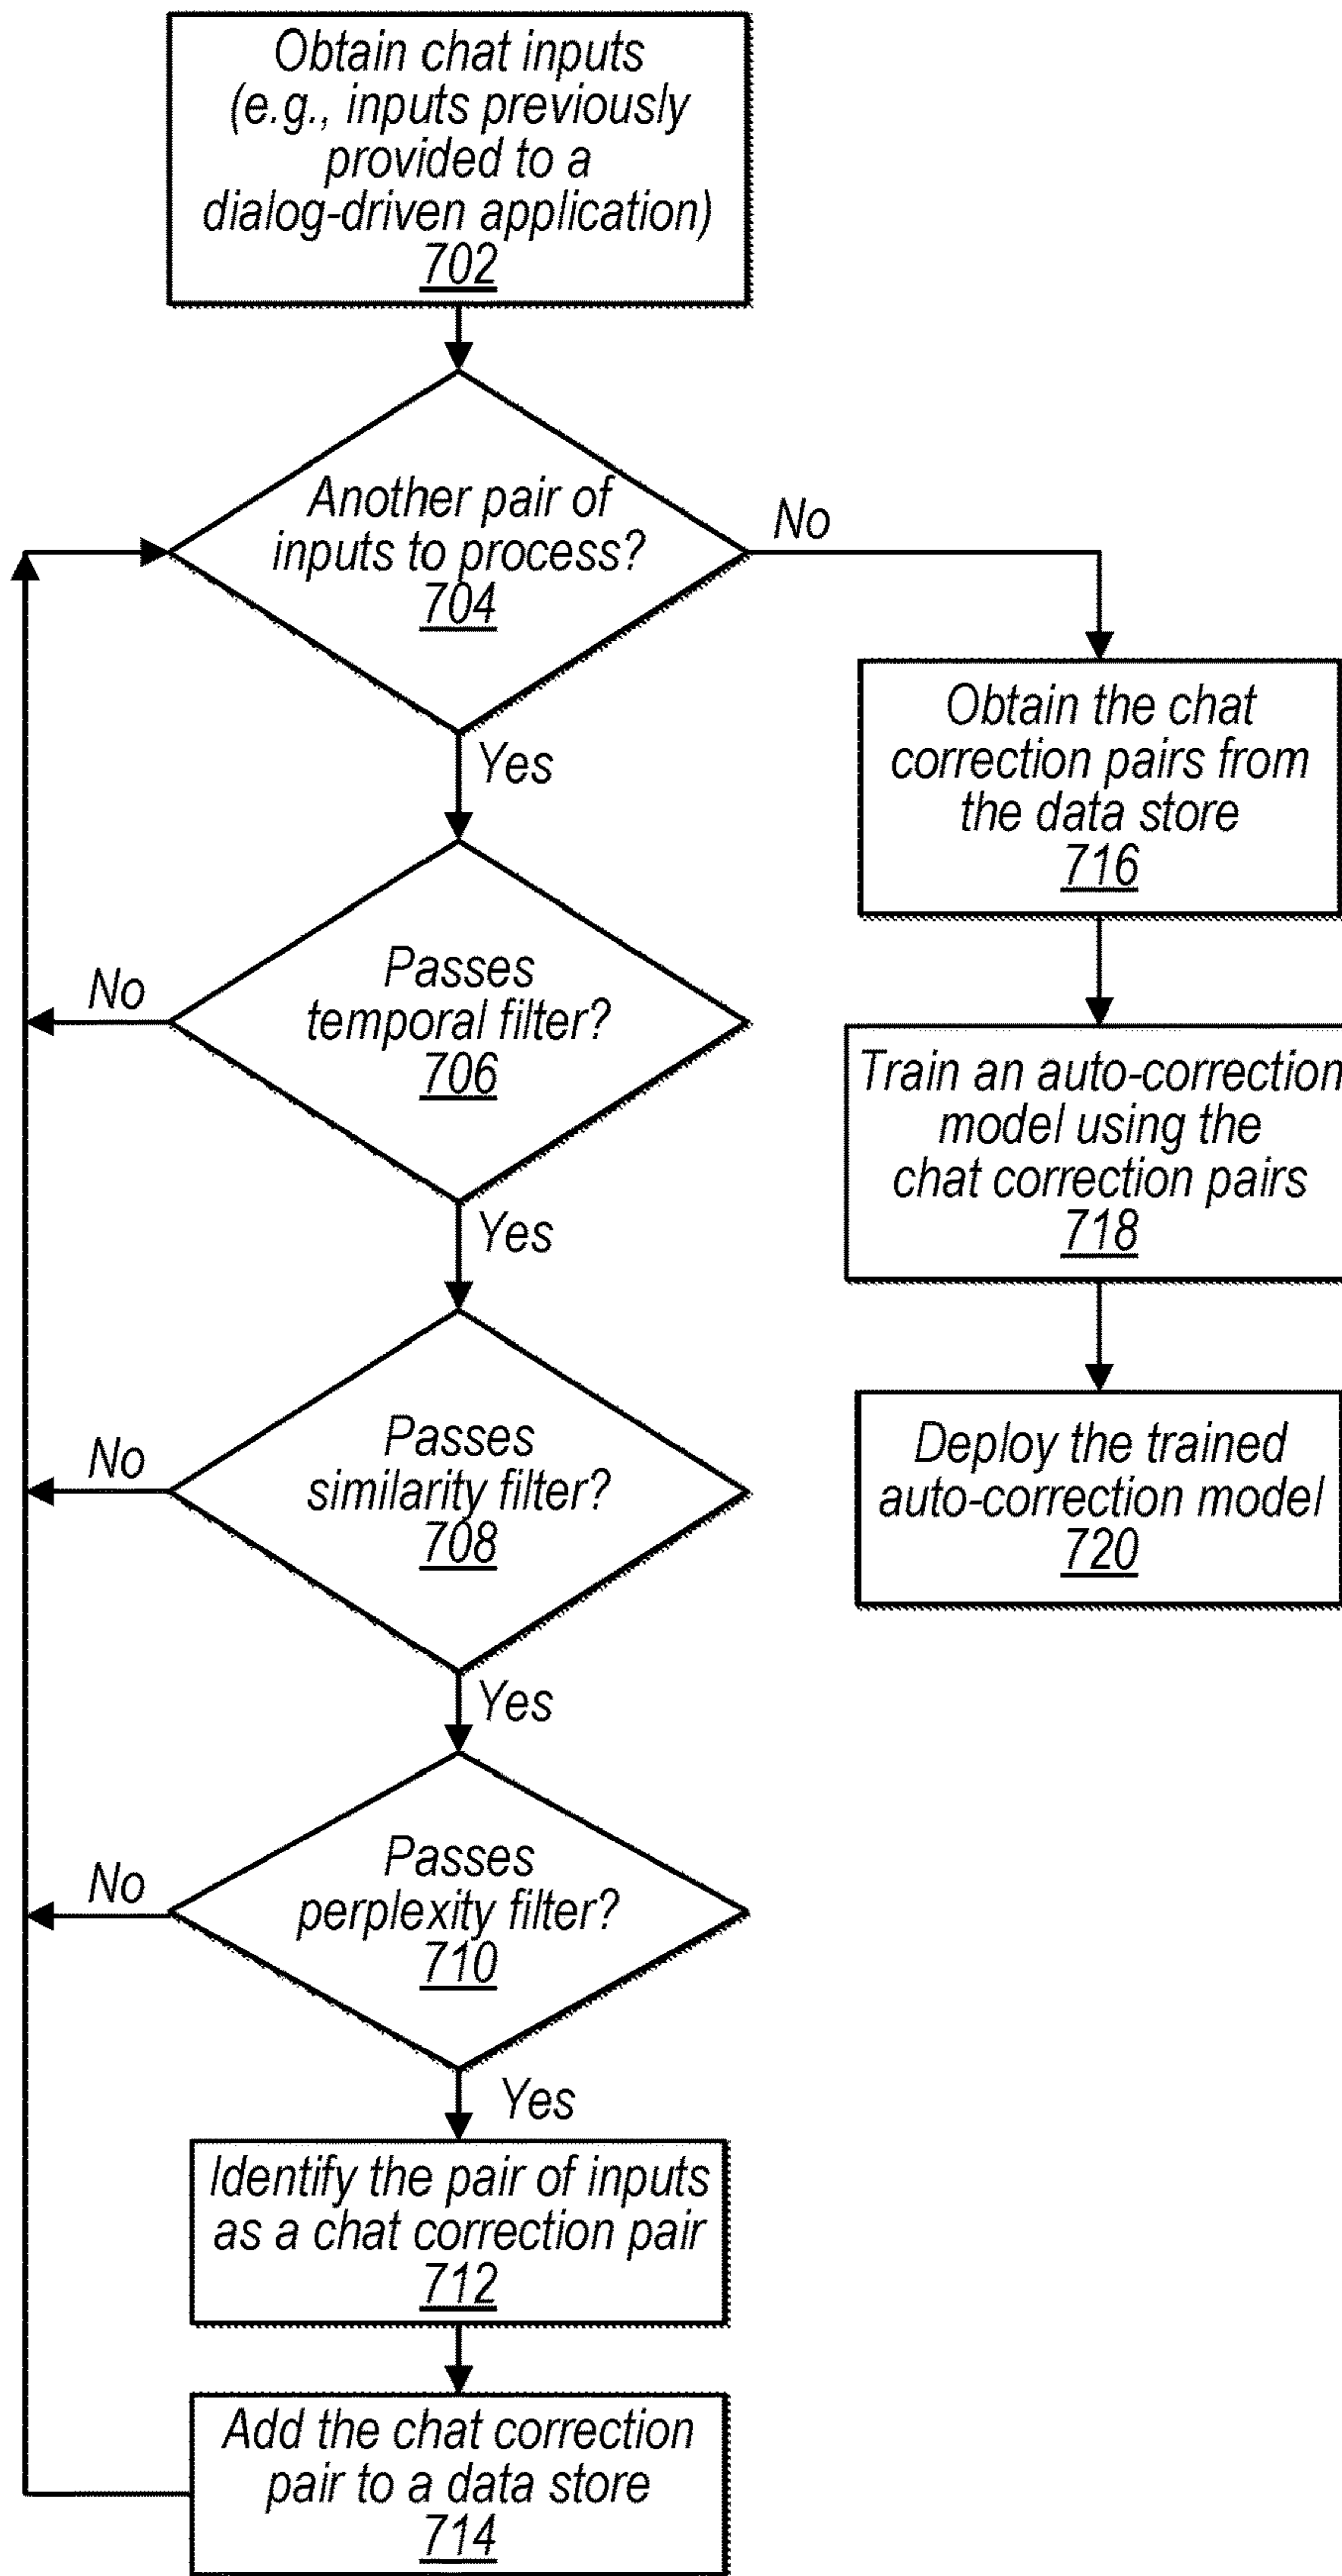 Obtain chat inputs
(e.g., inputs previously
provided to a
dialog-driven application)
702
Another pair of
inputs to process?
704
No
Yes
Passes
temporal filter?
706
No
Yes
Passes
similarity filter?
708
No
Yes
Passes
perplexity filter?
710
No
Yes
Identify the pair of inputs
as a chat correction pair
712
Add the chat correction
pair to a data store
714
Obtain the chat
correction pairs from
the data store
716
Train an auto-correction
model using the
chat correction pairs
718
Deploy the trained
auto-correction model
720